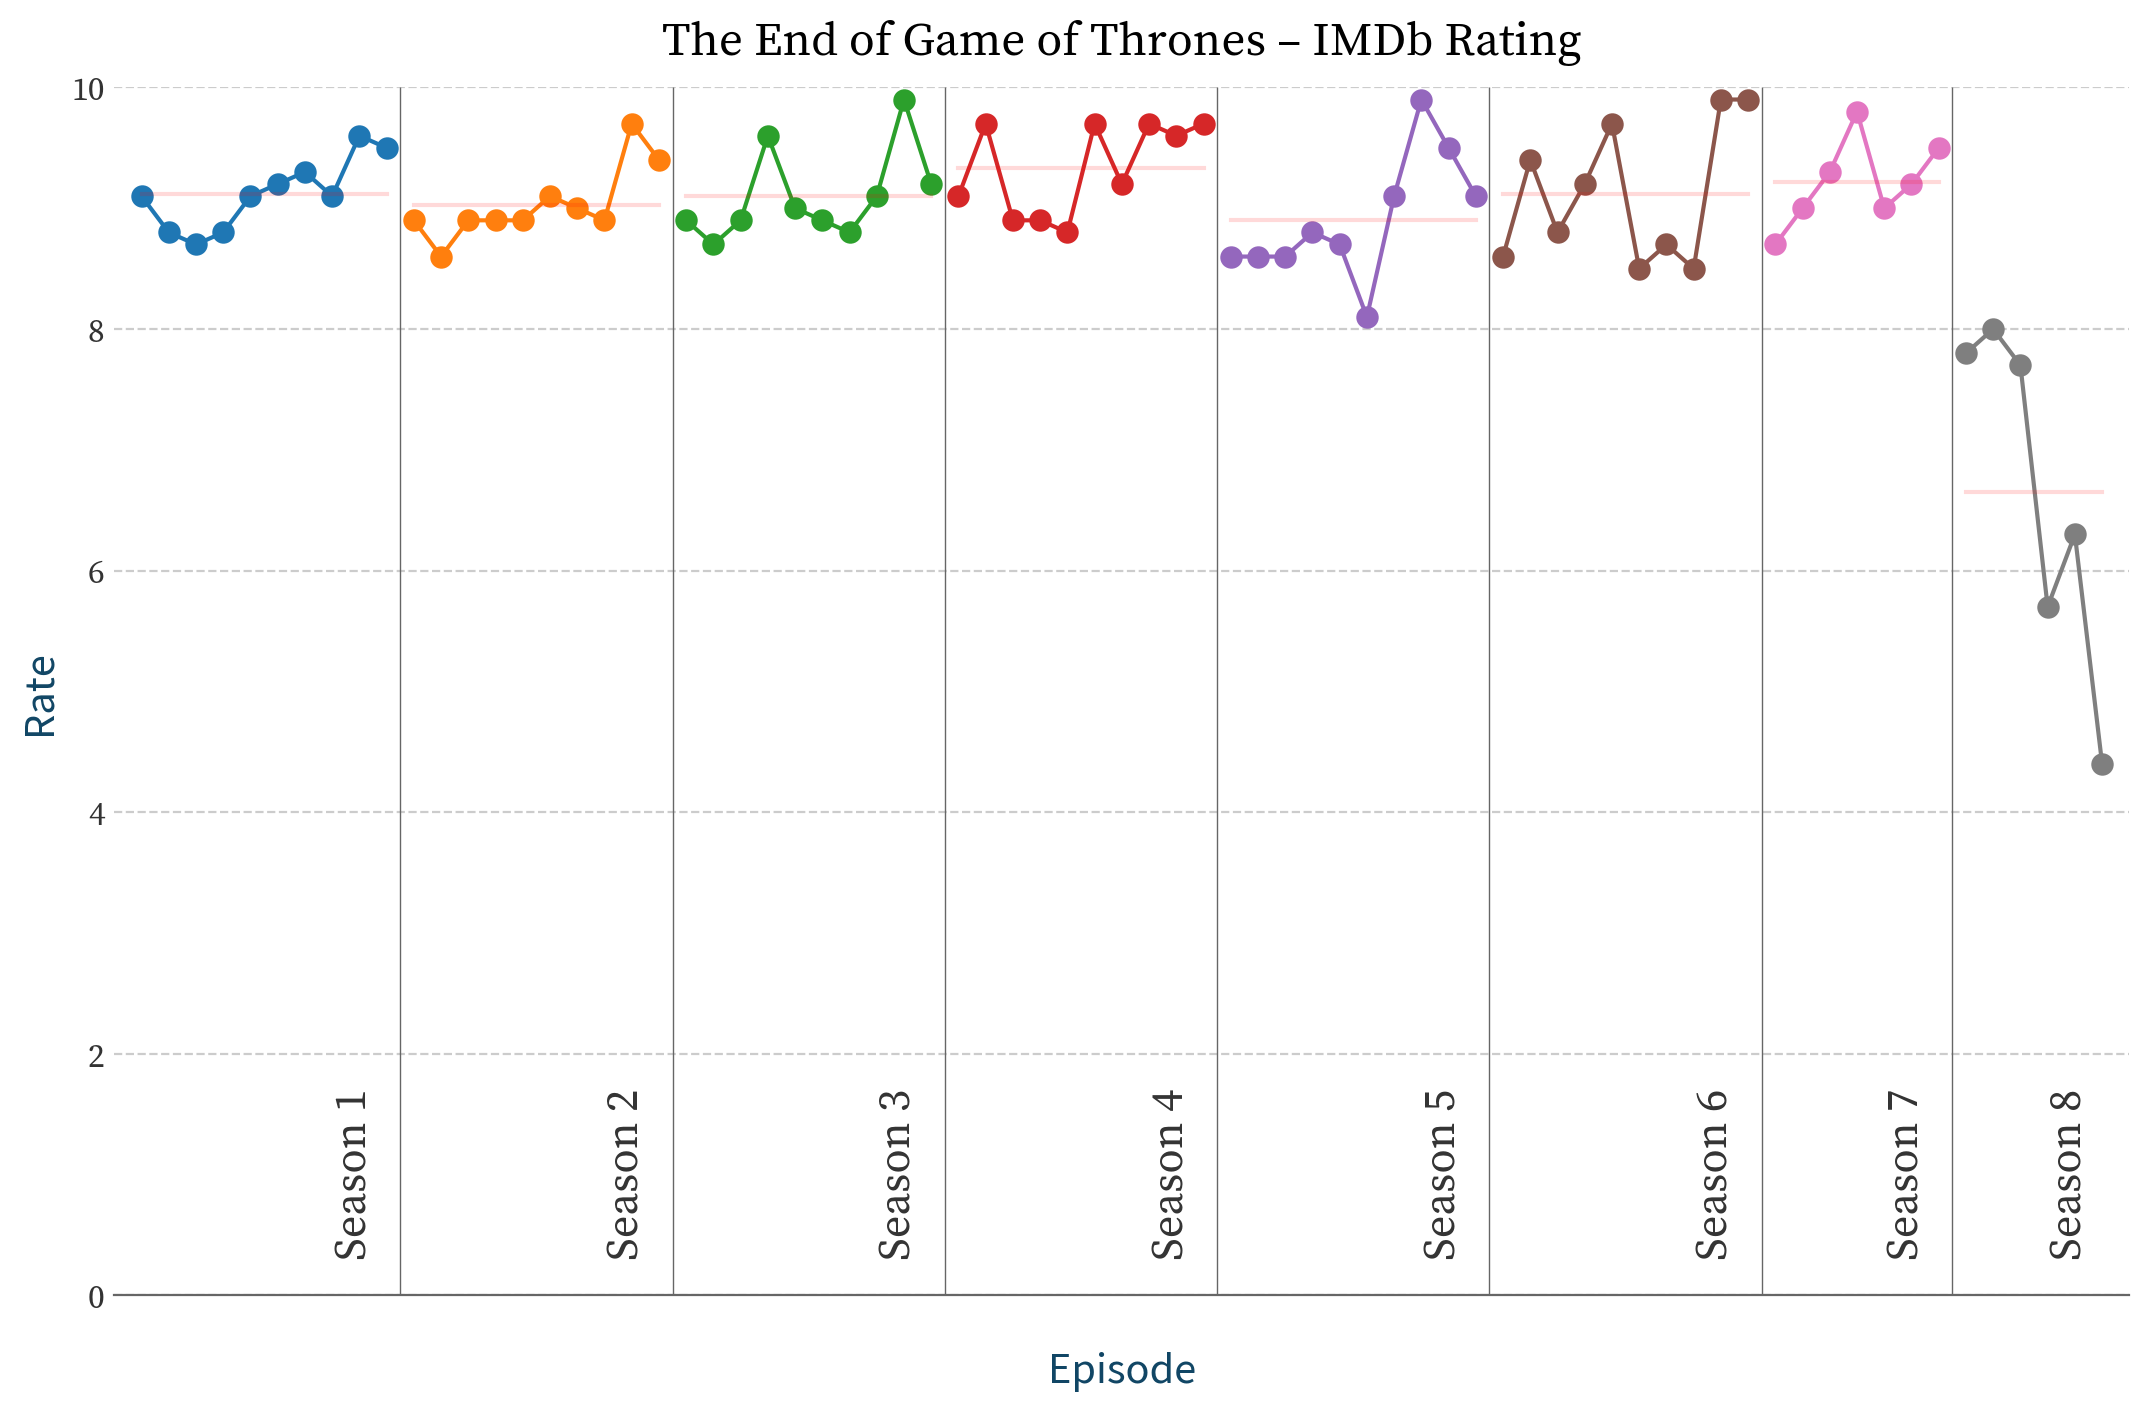 The End of Game of Thrones – IMDb Rating
10
8
6
4
2
0
Rate
Season 1
Season 2
Season 3
Season 4
Season 5
Season 6
Season 7
Season 8
Episode